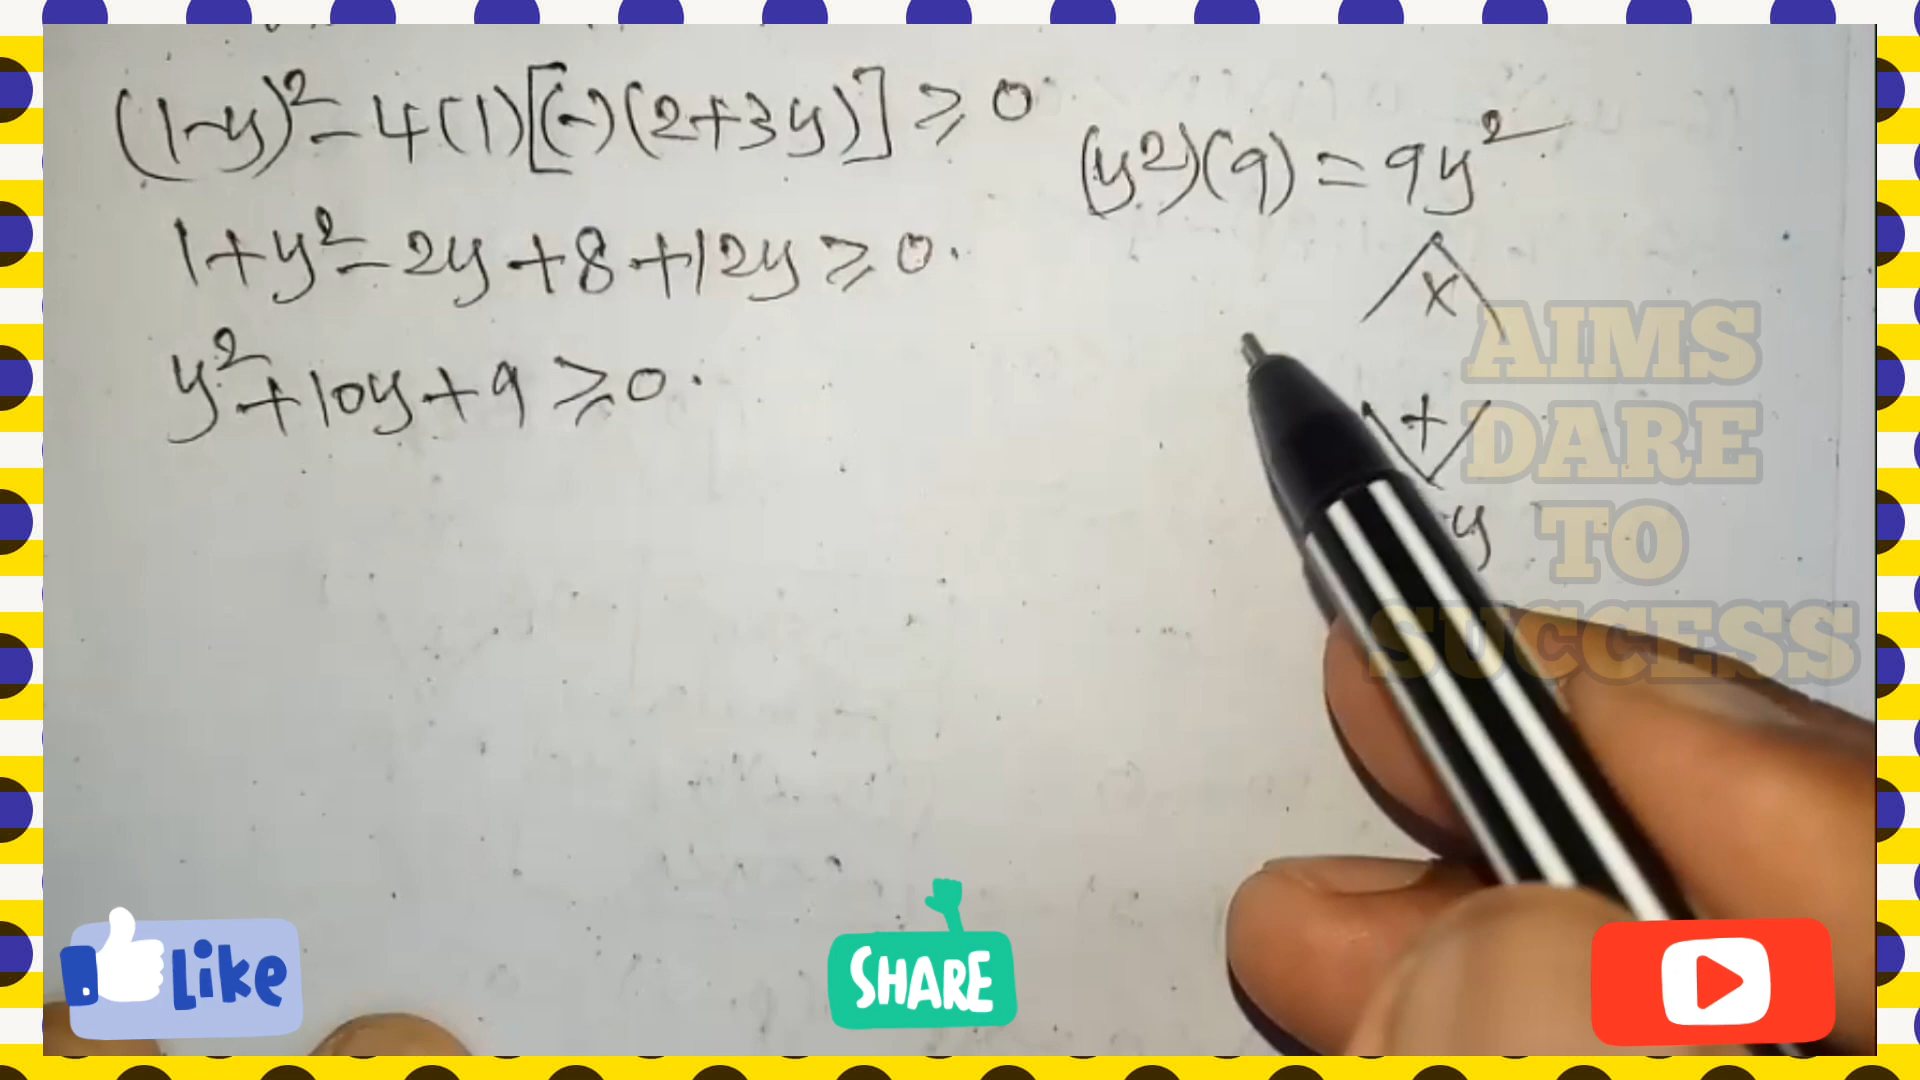 (1-y)² - 4(1)[(-)(2+3y)] ≥ 0
1+y² - 2y + 8 + 12y ≥ 0.
y² + 10y + 9 ≥ 0.
(y²)(9) = 9y²
x
+
y
AIMS
DARE
TO
SUCCESS
Like
SHARE